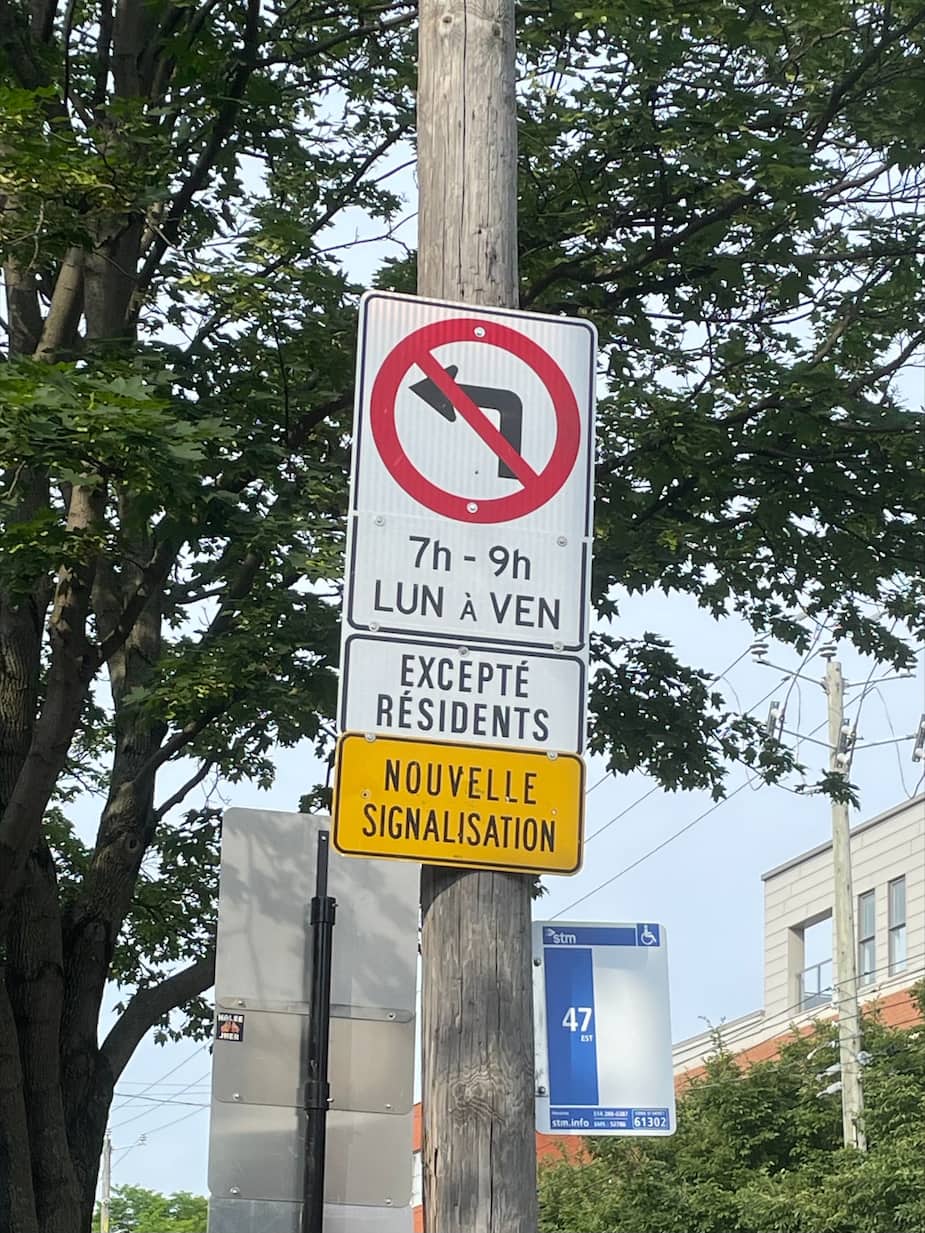 7h - 9h
LUN À VEN
EXCEPTÉ
RÉSIDENTS
NOUVELLE
SIGNALISATION
stm
47
EST
stm.info
61302